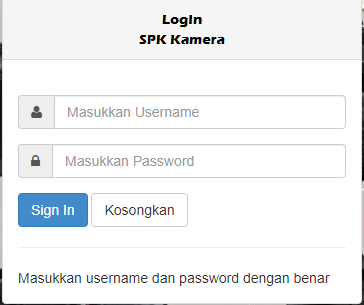 Login
SPK Kamera
Masukkan Username
Masukkan Password
Sign In Kosongkan
Masukkan username dan password dengan benar